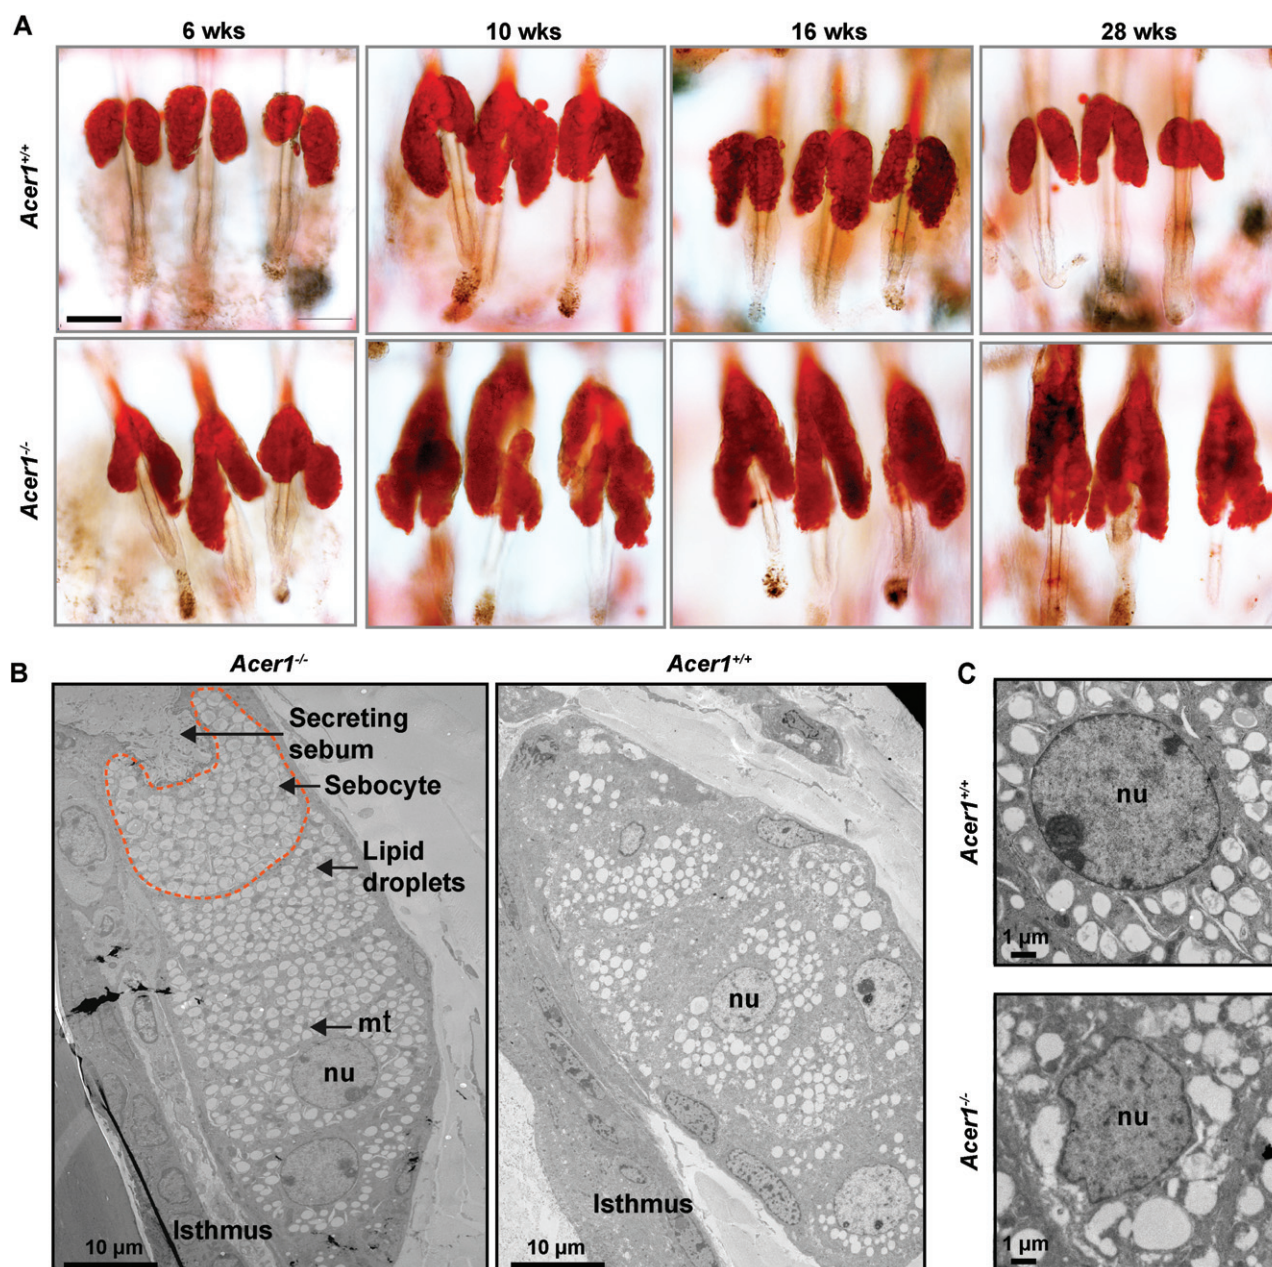 A
6 wks
10 wks
16 wks
28 wks
Acer1+/+
Acer1-/-
B
Acer1-/-
Acer1+/+
C
Secreting
sebum
Sebocyte
Lipid
droplets
mt
nu
Isthmus
10 µm
nu
Isthmus
10 µm
Acer1+/+
nu
1 µm
Acer1-/-
nu
1 µm